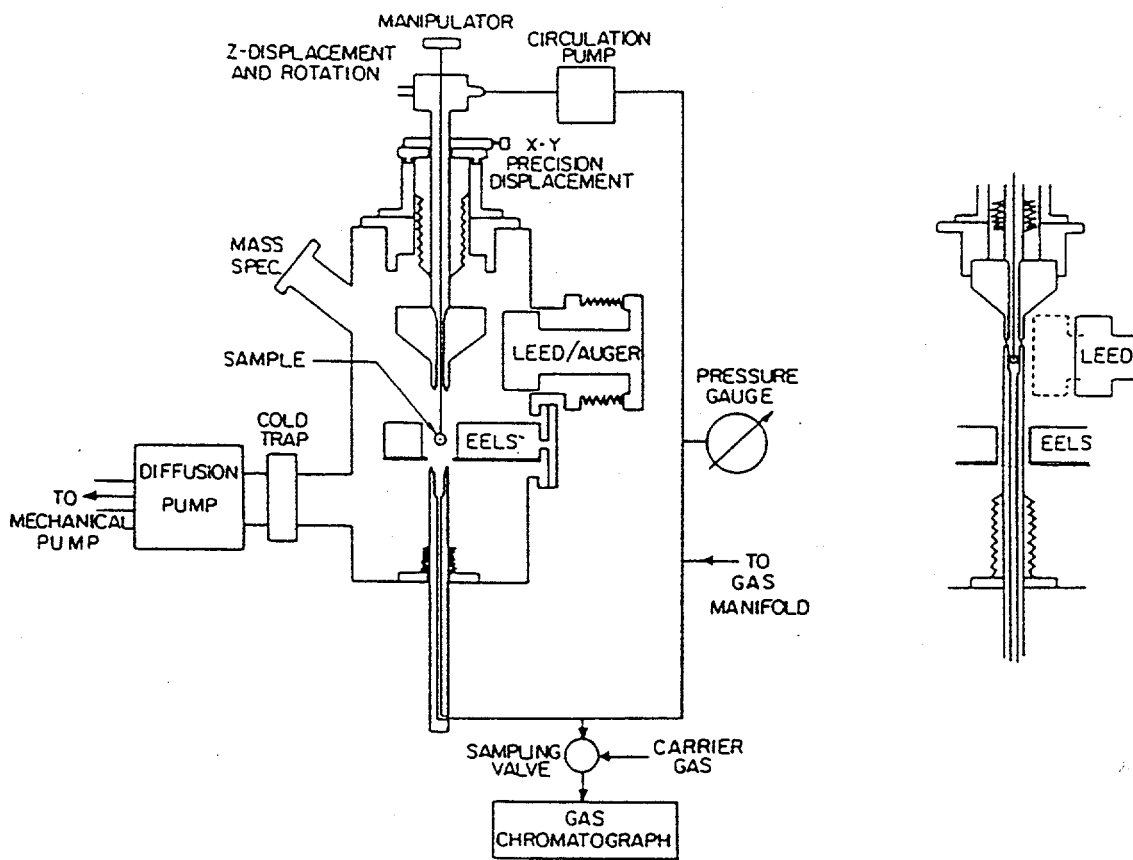 MANIPULATOR
Z-DISPLACEMENT
AND ROTATION
CIRCULATION
PUMP
X-Y
PRECISION
DISPLACEMENT
MASS
SPEC.
LEED/AUGER
SAMPLE
PRESSURE
GAUGE
COLD
TRAP
EELS
DIFFUSION
PUMP
TO
MECHANICAL
PUMP
TO
GAS
MANIFOLD
SAMPLING
VALVE
CARRIER
GAS
GAS
CHROMATOGRAPH
LEED
EELS